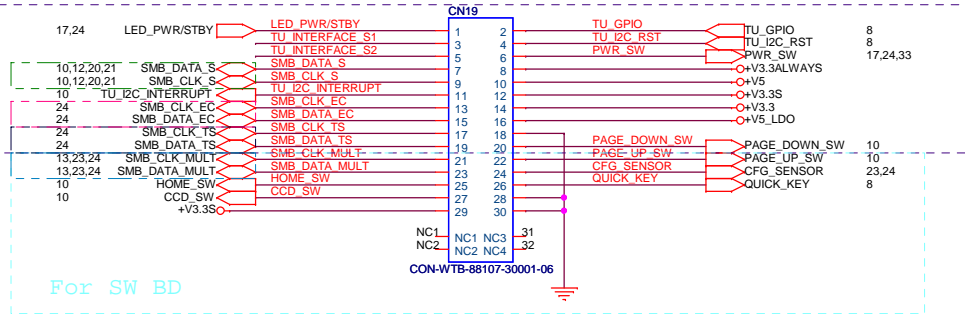 CN19
17,24 LED_PWR/STBY LED_PWR/STBY 1 2 TU_GPIO TU_GPIO 8
TU_INTERFACE_S1 3 4 TU_I2C_RST TU_I2C_RST 8
TU_INTERFACE_S2 5 6 PWR_SW PWR_SW 17,24,33
10,12,20,21 SMB_DATA_S SMB_DATA_S 7 8 +V3.3ALWAYS
10,12,20,21 SMB_CLK_S SMB_CLK_S 9 10 +V5
10 TU_I2C_INTERRUPT TU_I2C_INTERRUPT 11 12 +V3.3S
24 SMB_CLK_EC SMB_CLK_EC 13 14 +V3.3
24 SMB_DATA_EC SMB_DATA_EC 15 16 +V5_LDO
24 SMB_CLK_TS SMB_CLK_TS 17 18
24 SMB_DATA_TS SMB_DATA_TS 19 20 PAGE_DOWN_SW PAGE_DOWN_SW 10
13,23,24 SMB_CLK_MULT SMB_CLK_MULT 21 22 PAGE_UP_SW PAGE_UP_SW 10
13,23,24 SMB_DATA_MULT SMB_DATA_MULT 23 24 CFG_SENSOR CFG_SENSOR 23,24
10 HOME_SW HOME_SW 25 26 QUICK_KEY QUICK_KEY 8
10 CCD_SW CCD_SW 27 28
+V3.3S 29 30
NC1 NC1 NC3 31
NC2 NC2 NC4 32
CON-WTB-88107-30001-06
For SW BD